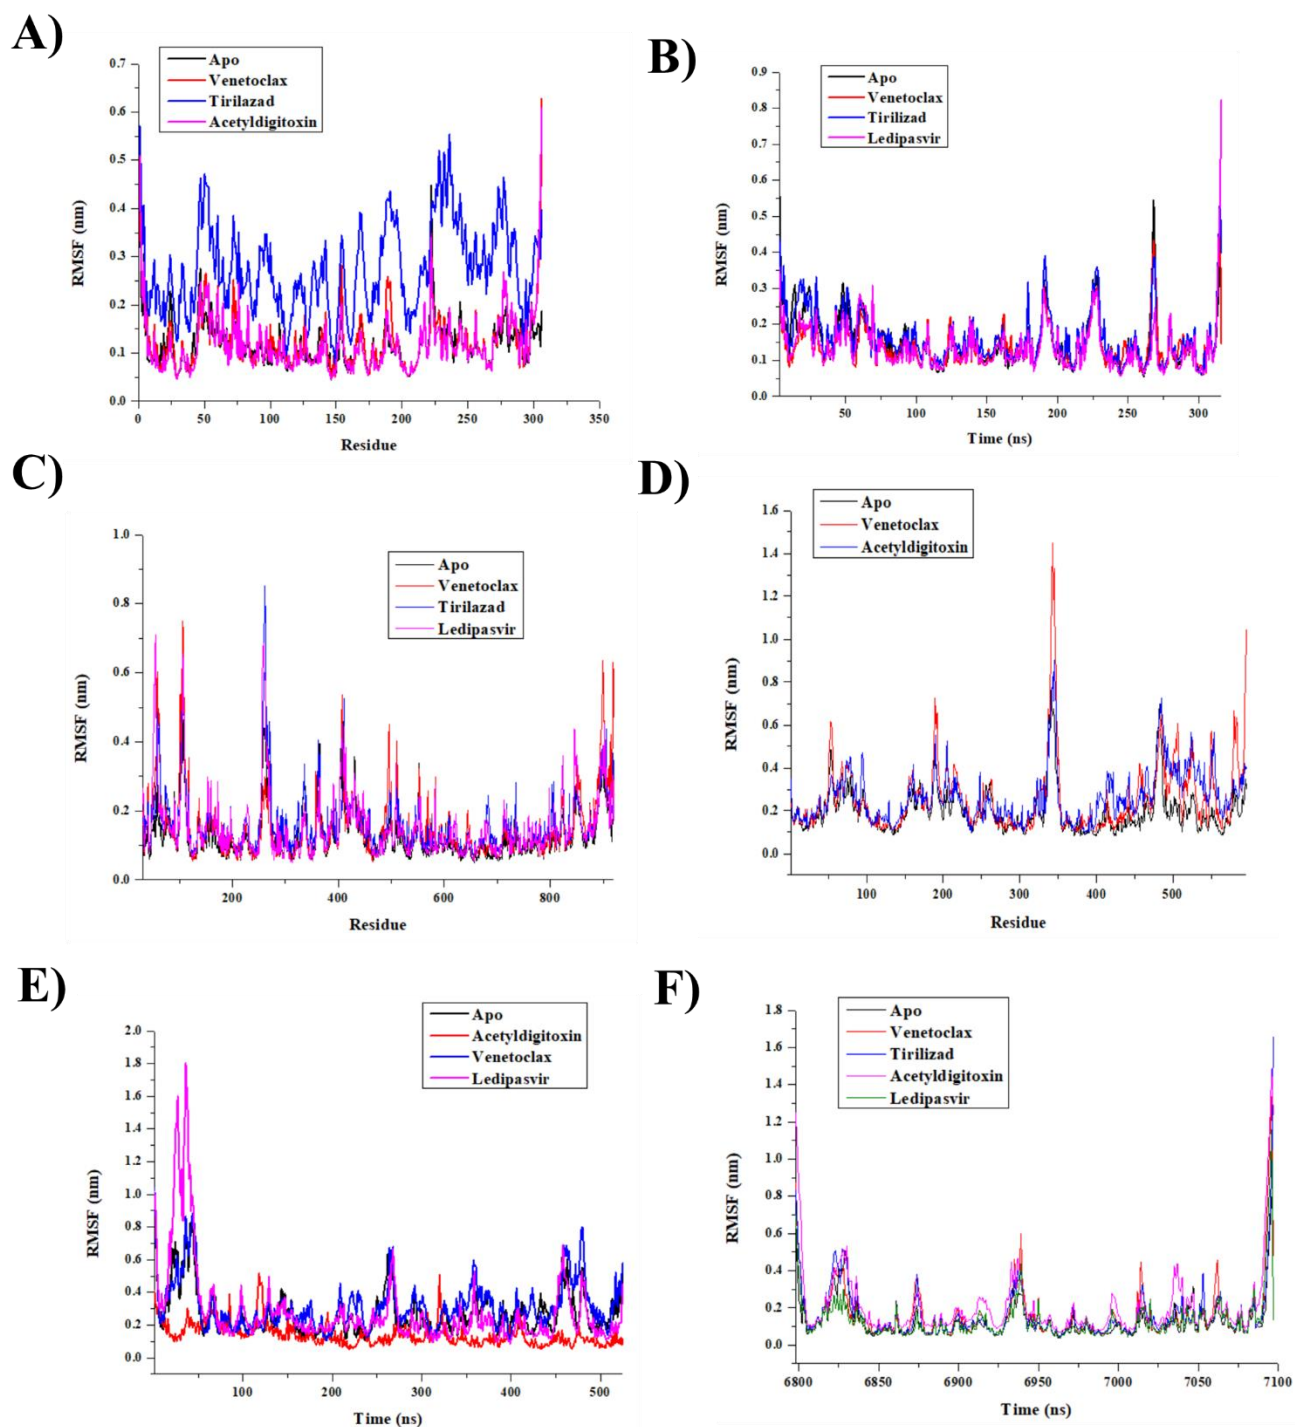 A)
Apo
Venetoclax
Tirilazad
Acetyldigitoxin
0.7
0.6
0.5
0.4
0.3
0.2
0.1
0.0
RMSF (nm)
0 50 100 150 200 250 300 350
Residue
B)
Apo
Venetoclax
Tirilizad
Ledipasvir
0.9
0.8
0.7
0.6
0.5
0.4
0.3
0.2
0.1
0.0
RMSF (nm)
50 100 150 200 250 300
Time (ns)
C)
Apo
Venetoclax
Tirilazad
Ledipasvir
1.0
0.8
0.6
0.4
0.2
0.0
RMSF (nm)
200 400 600 800
Residue
D)
Apo
Venetoclax
Acetyldigitoxin
1.6
1.4
1.2
1.0
0.8
0.6
0.4
0.2
0.0
RMSF (nm)
100 200 300 400 500
Residue
E)
Apo
Acetyldigitoxin
Venetoclax
Ledipasvir
2.0
1.8
1.6
1.4
1.2
1.0
0.8
0.6
0.4
0.2
0.0
RMSF (nm)
100 200 300 400 500
Time (ns)
F)
Apo
Venetoclax
Tirilizad
Acetyldigitoxin
Ledipasvir
1.8
1.6
1.4
1.2
1.0
0.8
0.6
0.4
0.2
0.0
RMSF (nm)
6800 6850 6900 6950 7000 7050 7100
Time (ns)